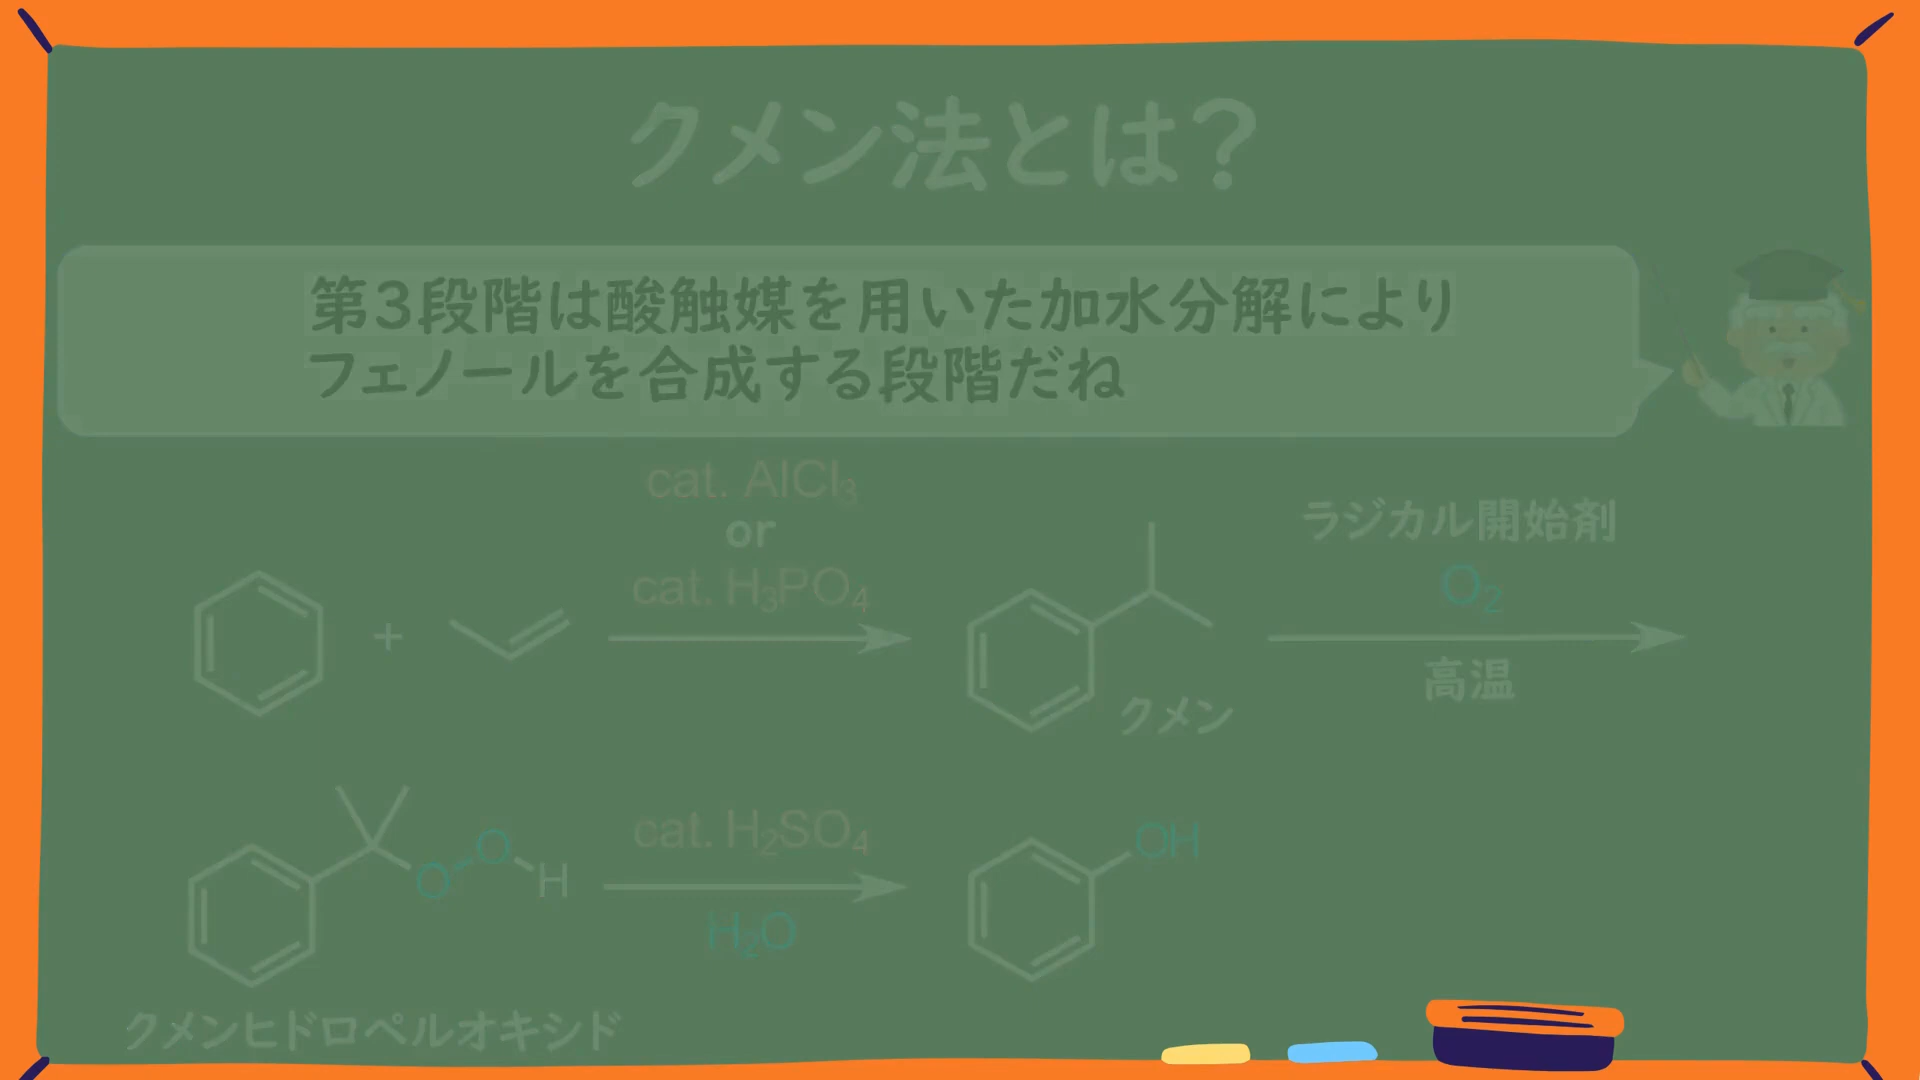 クメン法とは？
第3段階は酸触媒を用いた加水分解により
フェノールを合成する段階だね
cat. AlCl₃
or
cat. H₃PO₄
+
クメン
ラジカル開始剤
O₂
高温
O O H
クメンヒドロペルオキシド
cat. H₂SO₄
H₂O
OH